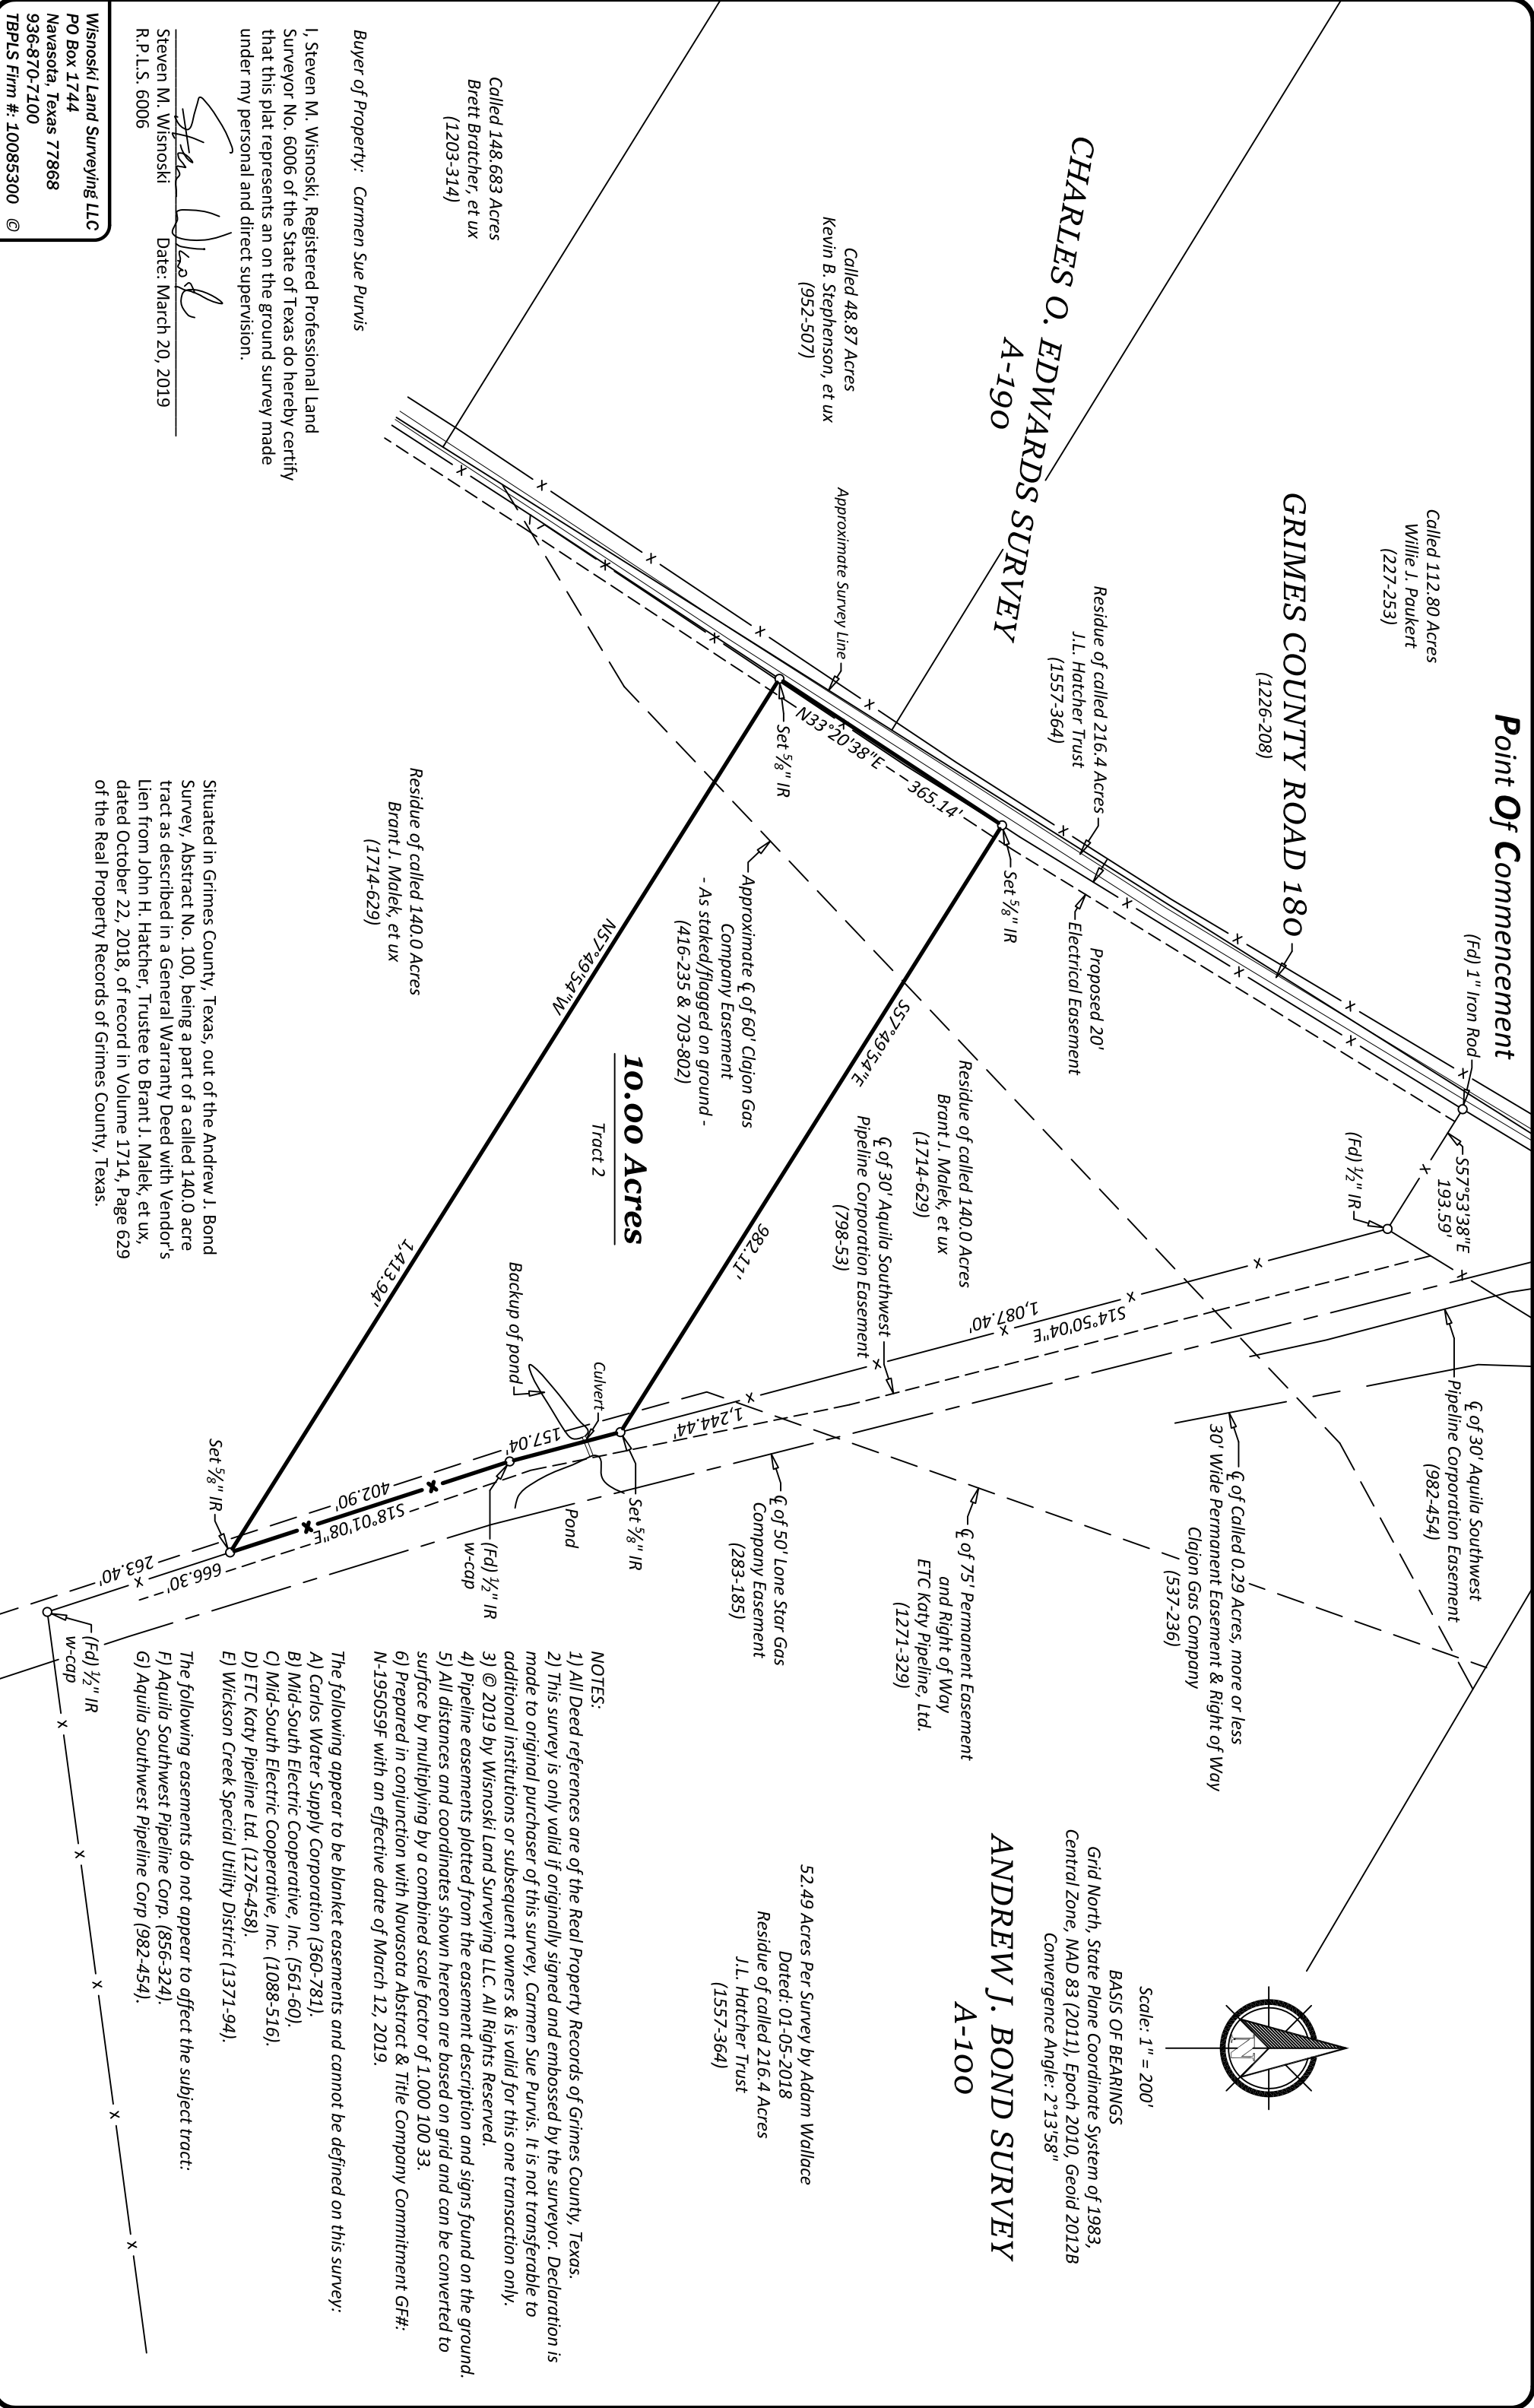 Point Of Commencement
(Fd) 1" Iron Rod
S57°53'38"E
193.59'
(Fd) ½" IR
Called 112.80 Acres
Willie J. Paukert
(227-253)
GRIMES COUNTY ROAD 180
(1226-208)
CHARLES O. EDWARDS SURVEY
A-190
Residue of called 216.4 Acres
J.L. Hatcher Trust
(1557-364)
Called 48.87 Acres
Kevin B. Stephenson, et ux
(952-507)
Approximate Survey Line
Called 148.683 Acres
Brett Bratcher, et ux
(1203-314)
Proposed 20'
Electrical Easement
Set ⅝" IR
N33°20'38"E
365.14'
Set ⅝" IR
℄ of 30' Aquila Southwest
Pipeline Corporation Easement
(982-454)
℄ of Called 0.29 Acres, more or less
30' Wide Permanent Easement & Right of Way
Clajon Gas Company
(537-236)
Residue of called 140.0 Acres
Brant J. Malek, et ux
(1714-629)
℄ of 30' Aquila Southwest
Pipeline Corporation Easement
(798-53)
1,087.40'
S14°50'04"E
1,244.44'
157.04'
℄ of 75' Permanent Easement
and Right of Way
ETC Katy Pipeline, Ltd.
(1271-329)
℄ of 50' Lone Star Gas
Company Easement
(283-185)
S57°49'54"E
982.11'
Approximate ℄ of 60' Clajon Gas
Company Easement
- As staked/flagged on ground -
(416-235 & 703-802)
10.00 Acres
Tract 2
N57°49'54"W
1,413.94'
Culvert
Backup of pond
Pond
Set ⅝" IR
(Fd) ½" IR
w-cap
402.90'
S18°01'08"E
666.30'
263.40'
Set ⅝" IR
(Fd) ½" IR
w-cap
Residue of called 140.0 Acres
Brant J. Malek, et ux
(1714-629)
N
Scale: 1" = 200'
BASIS OF BEARINGS
Grid North, State Plane Coordinate System of 1983,
Central Zone, NAD 83 (2011), Epoch 2010, Geoid 2012B
Convergence Angle: 2°13'58"
ANDREW J. BOND SURVEY
A-100
52.49 Acres Per Survey by Adam Wallace
Dated: 01-05-2018
Residue of called 216.4 Acres
J.L. Hatcher Trust
(1557-364)
Buyer of Property: Carmen Sue Purvis
I, Steven M. Wisnoski, Registered Professional Land
Surveyor No. 6006 of the State of Texas do hereby certify
that this plat represents an on the ground survey made
under my personal and direct supervision.
Steven M. Wisnoski Date: March 20, 2019
R.P.L.S. 6006
Wisnoski Land Surveying LLC
PO Box 1744
Navasota, Texas 77868
936-870-7100
TBPLS Firm #: 10085300 ©
Situated in Grimes County, Texas, out of the Andrew J. Bond
Survey, Abstract No. 100, being a part of a called 140.0 acre
tract as described in a General Warranty Deed with Vendor's
Lien from John H. Hatcher, Trustee to Brant J. Malek, et ux,
dated October 22, 2018, of record in Volume 1714, Page 629
of the Real Property Records of Grimes County, Texas.
NOTES:
1) All Deed references are of the Real Property Records of Grimes County, Texas.
2) This survey is only valid if originally signed and embossed by the surveyor. Declaration is
made to original purchaser of this survey, Carmen Sue Purvis. It is not transferable to
additional institutions or subsequent owners & is valid for this one transaction only.
3) © 2019 by Wisnoski Land Surveying LLC. All Rights Reserved.
4) Pipeline easements plotted from the easement description and signs found on the ground.
5) All distances and coordinates shown hereon are based on grid and can be converted to
surface by multiplying by a combined scale factor of 1.000 100 33.
6) Prepared in conjunction with Navasota Abstract & Title Company Commitment GF#:
N-195059F with an effective date of March 12, 2019.
The following appear to be blanket easements and cannot be defined on this survey:
A) Carlos Water Supply Corporation (360-781).
B) Mid-South Electric Cooperative, Inc. (561-60).
C) Mid-South Electric Cooperative, Inc. (1088-516).
D) ETC Katy Pipeline Ltd. (1276-458).
E) Wickson Creek Special Utility District (1371-94).
The following easements do not appear to affect the subject tract:
F) Aquila Southwest Pipeline Corp. (856-324).
G) Aquila Southwest Pipeline Corp (982-454).